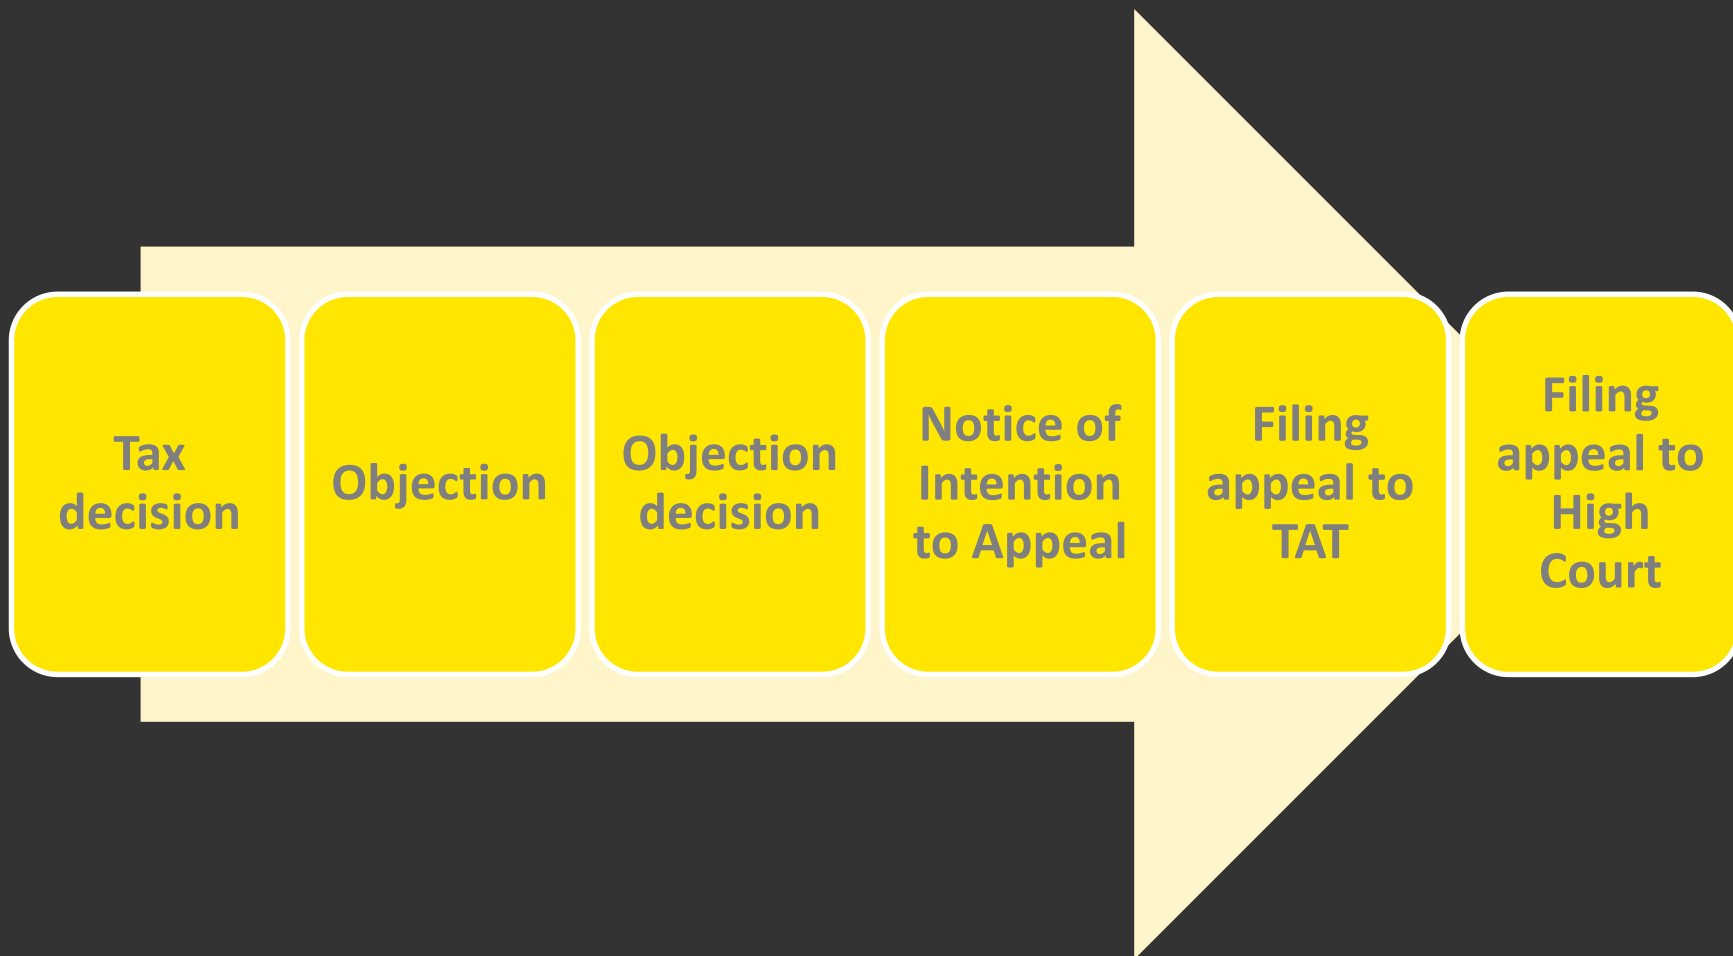 Tax
decision
Objection
Objection
decision
Notice of
Intention
to Appeal
Filing
appeal to
TAT
Filing
appeal to
High
Court